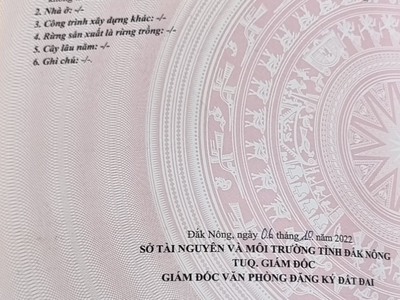 2. Nhà ở: -/-
3. Công trình xây dựng khác: -/-
4. Rừng sản xuất là rừng trồng: -/-
5. Cây lâu năm: -/-
6. Ghi chú: -/-
Đắk Nông, ngày 06 tháng 10 năm 2022
SỞ TÀI NGUYÊN VÀ MÔI TRƯỜNG TỈNH ĐẮK NÔNG
TUQ. GIÁM ĐỐC
GIÁM ĐỐC VĂN PHÒNG ĐĂNG KÝ ĐẤT ĐAI